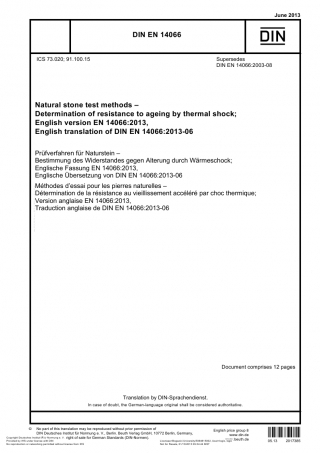 June 2013
DIN EN 14066
DIN
ICS 73.020; 91.100.15
Supersedes
DIN EN 14066:2003-08
Natural stone test methods –
Determination of resistance to ageing by thermal shock;
English version EN 14066:2013,
English translation of DIN EN 14066:2013-06
Prüfverfahren für Naturstein –
Bestimmung des Widerstandes gegen Alterung durch Wärmeschock;
Englische Fassung EN 14066:2013,
Englische Übersetzung von DIN EN 14066:2013-06
Méthodes d'essai pour les pierres naturelles –
Détermination de la résistance au vieillissement accéléré par choc thermique;
Version anglaise EN 14066:2013,
Traduction anglaise de DIN EN 14066:2013-06
Document comprises 12 pages
Translation by DIN-Sprachendienst.
In case of doubt, the German-language original shall be considered authoritative.
No part of this translation may be reproduced without prior permission of
DIN Deutsches Institut für Normung e. V., Berlin. Beuth Verlag GmbH, 10772 Berlin, Germany,
right of sale for German Standards (DIN-Normen).
English price group 8
www.din.de
www.beuth.de